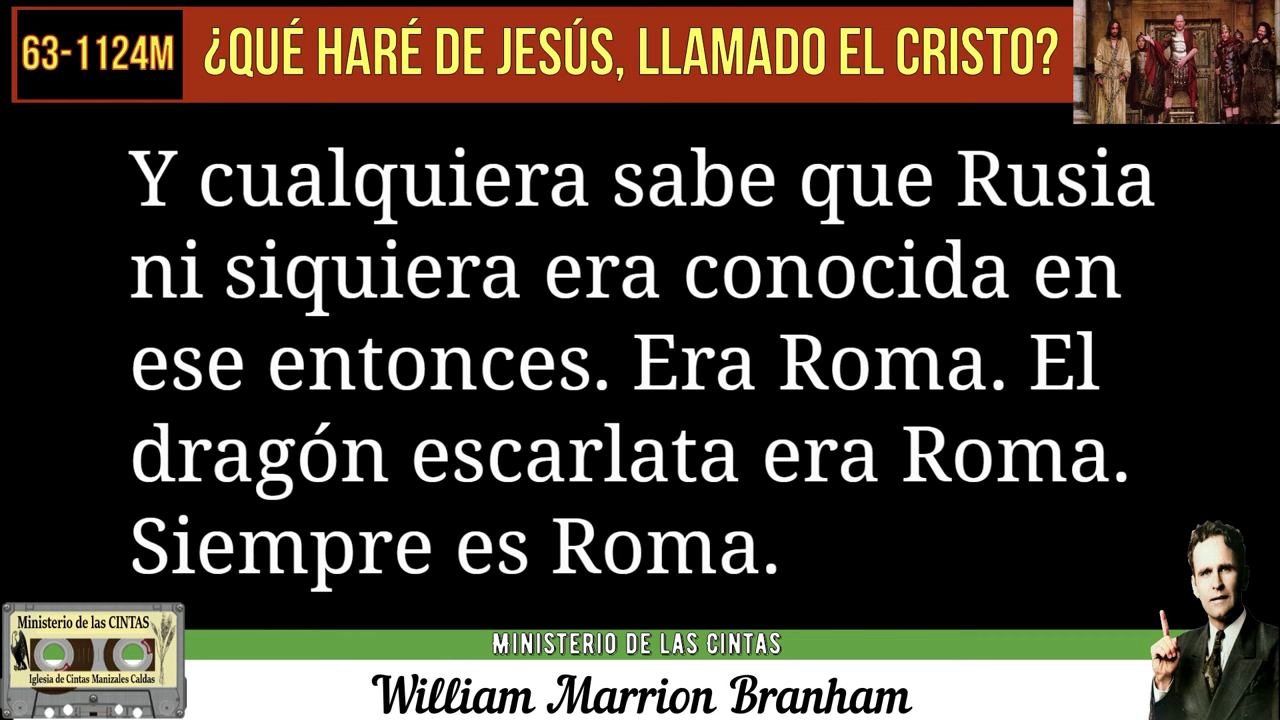 63-1124M
¿QUÉ HARÉ DE JESÚS, LLAMADO EL CRISTO?
Y cualquiera sabe que Rusia
ni siquiera era conocida en
ese entonces. Era Roma. El
dragón escarlata era Roma.
Siempre es Roma.
Ministerio de las CINTAS
Iglesia de Cintas Manizales Caldas
MINISTERIO DE LAS CINTAS
William Marrion Branham